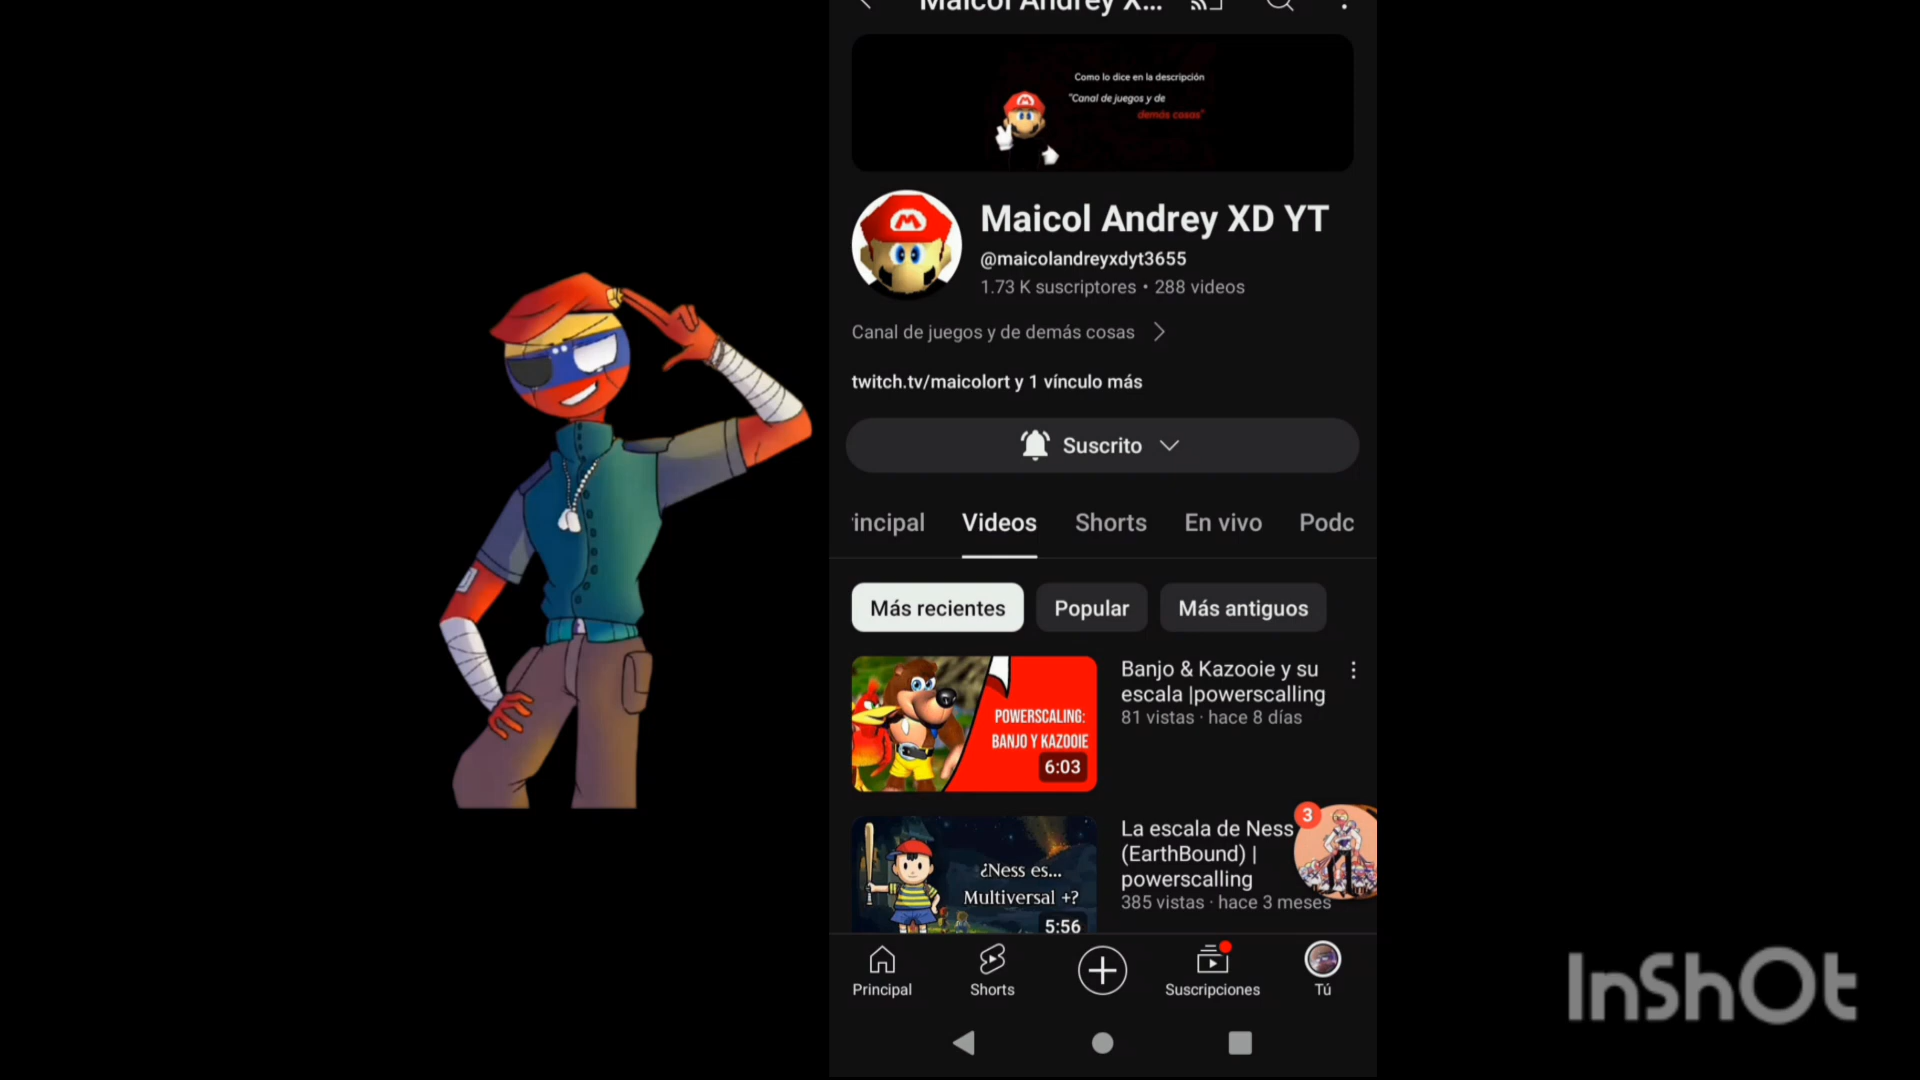 Maicol Andrey X...
Como lo dice en la descripción
"Canal de juegos y de
demás cosas"
Maicol Andrey XD YT
@maicolandreyxdyt3655
1.73 K suscriptores • 288 videos
Canal de juegos y de demás cosas
twitch.tv/maicolort y 1 vínculo más
Suscrito
incipal Videos Shorts En vivo Podc
Más recientes Popular Más antiguos
POWERSCALING:
BANJO Y KAZOOIE
6:03
Banjo & Kazooie y su
escala |powerscalling
81 vistas · hace 8 días
¿Ness es...
Multiversal +?
5:56
La escala de Ness
(EarthBound) |
powerscalling
385 vistas · hace 3 meses
3
Principal Shorts Suscripciones Tú
InShOt